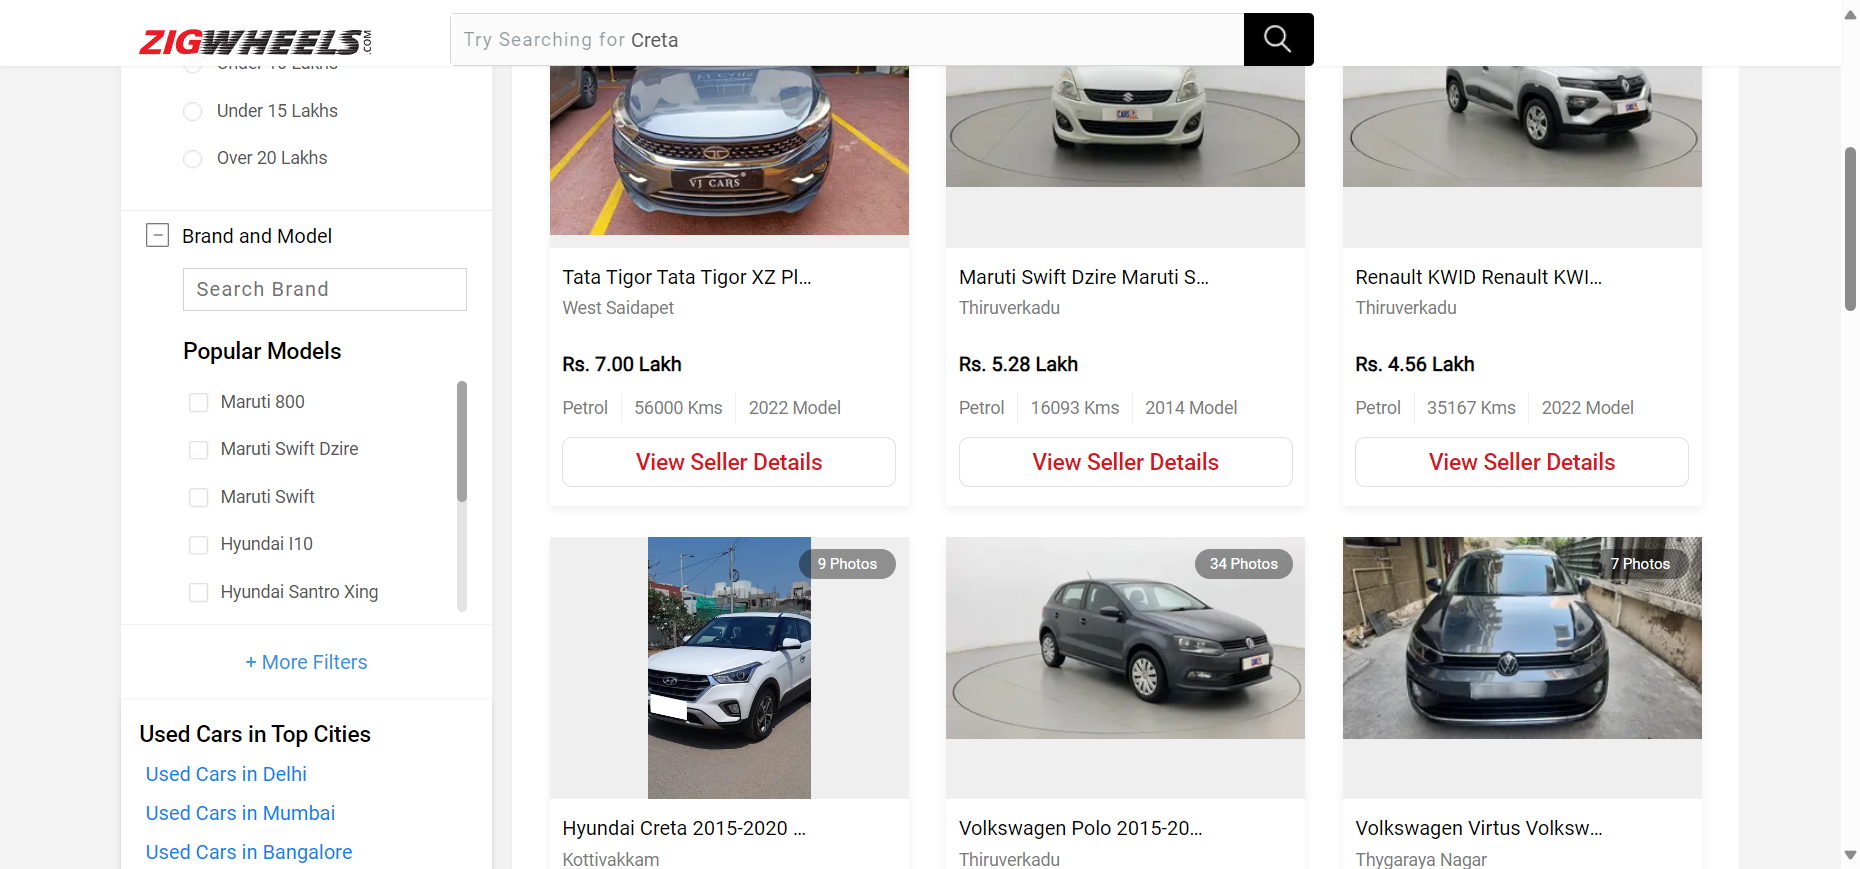 ZIGWHEELS.COM
Try Searching for Creta
Under 10 Lakhs
Under 15 Lakhs
Over 20 Lakhs
Brand and Model
Search Brand
Popular Models
Maruti 800
Maruti Swift Dzire
Maruti Swift
Hyundai I10
Hyundai Santro Xing
+ More Filters
Used Cars in Top Cities
Used Cars in Delhi
Used Cars in Mumbai
Used Cars in Bangalore
VJ CARS
Tata Tigor Tata Tigor XZ Pl...
West Saidapet
Rs. 7.00 Lakh
Petrol 56000 Kms 2022 Model
View Seller Details
CARS24
Maruti Swift Dzire Maruti S...
Thiruverkadu
Rs. 5.28 Lakh
Petrol 16093 Kms 2014 Model
View Seller Details
Renault KWID Renault KWI...
Thiruverkadu
Rs. 4.56 Lakh
Petrol 35167 Kms 2022 Model
View Seller Details
9 Photos
Hyundai Creta 2015-2020 ...
Kottivakkam
34 Photos
Volkswagen Polo 2015-20...
Thiruverkadu
7 Photos
Volkswagen Virtus Volksw...
Thygaraya Nagar